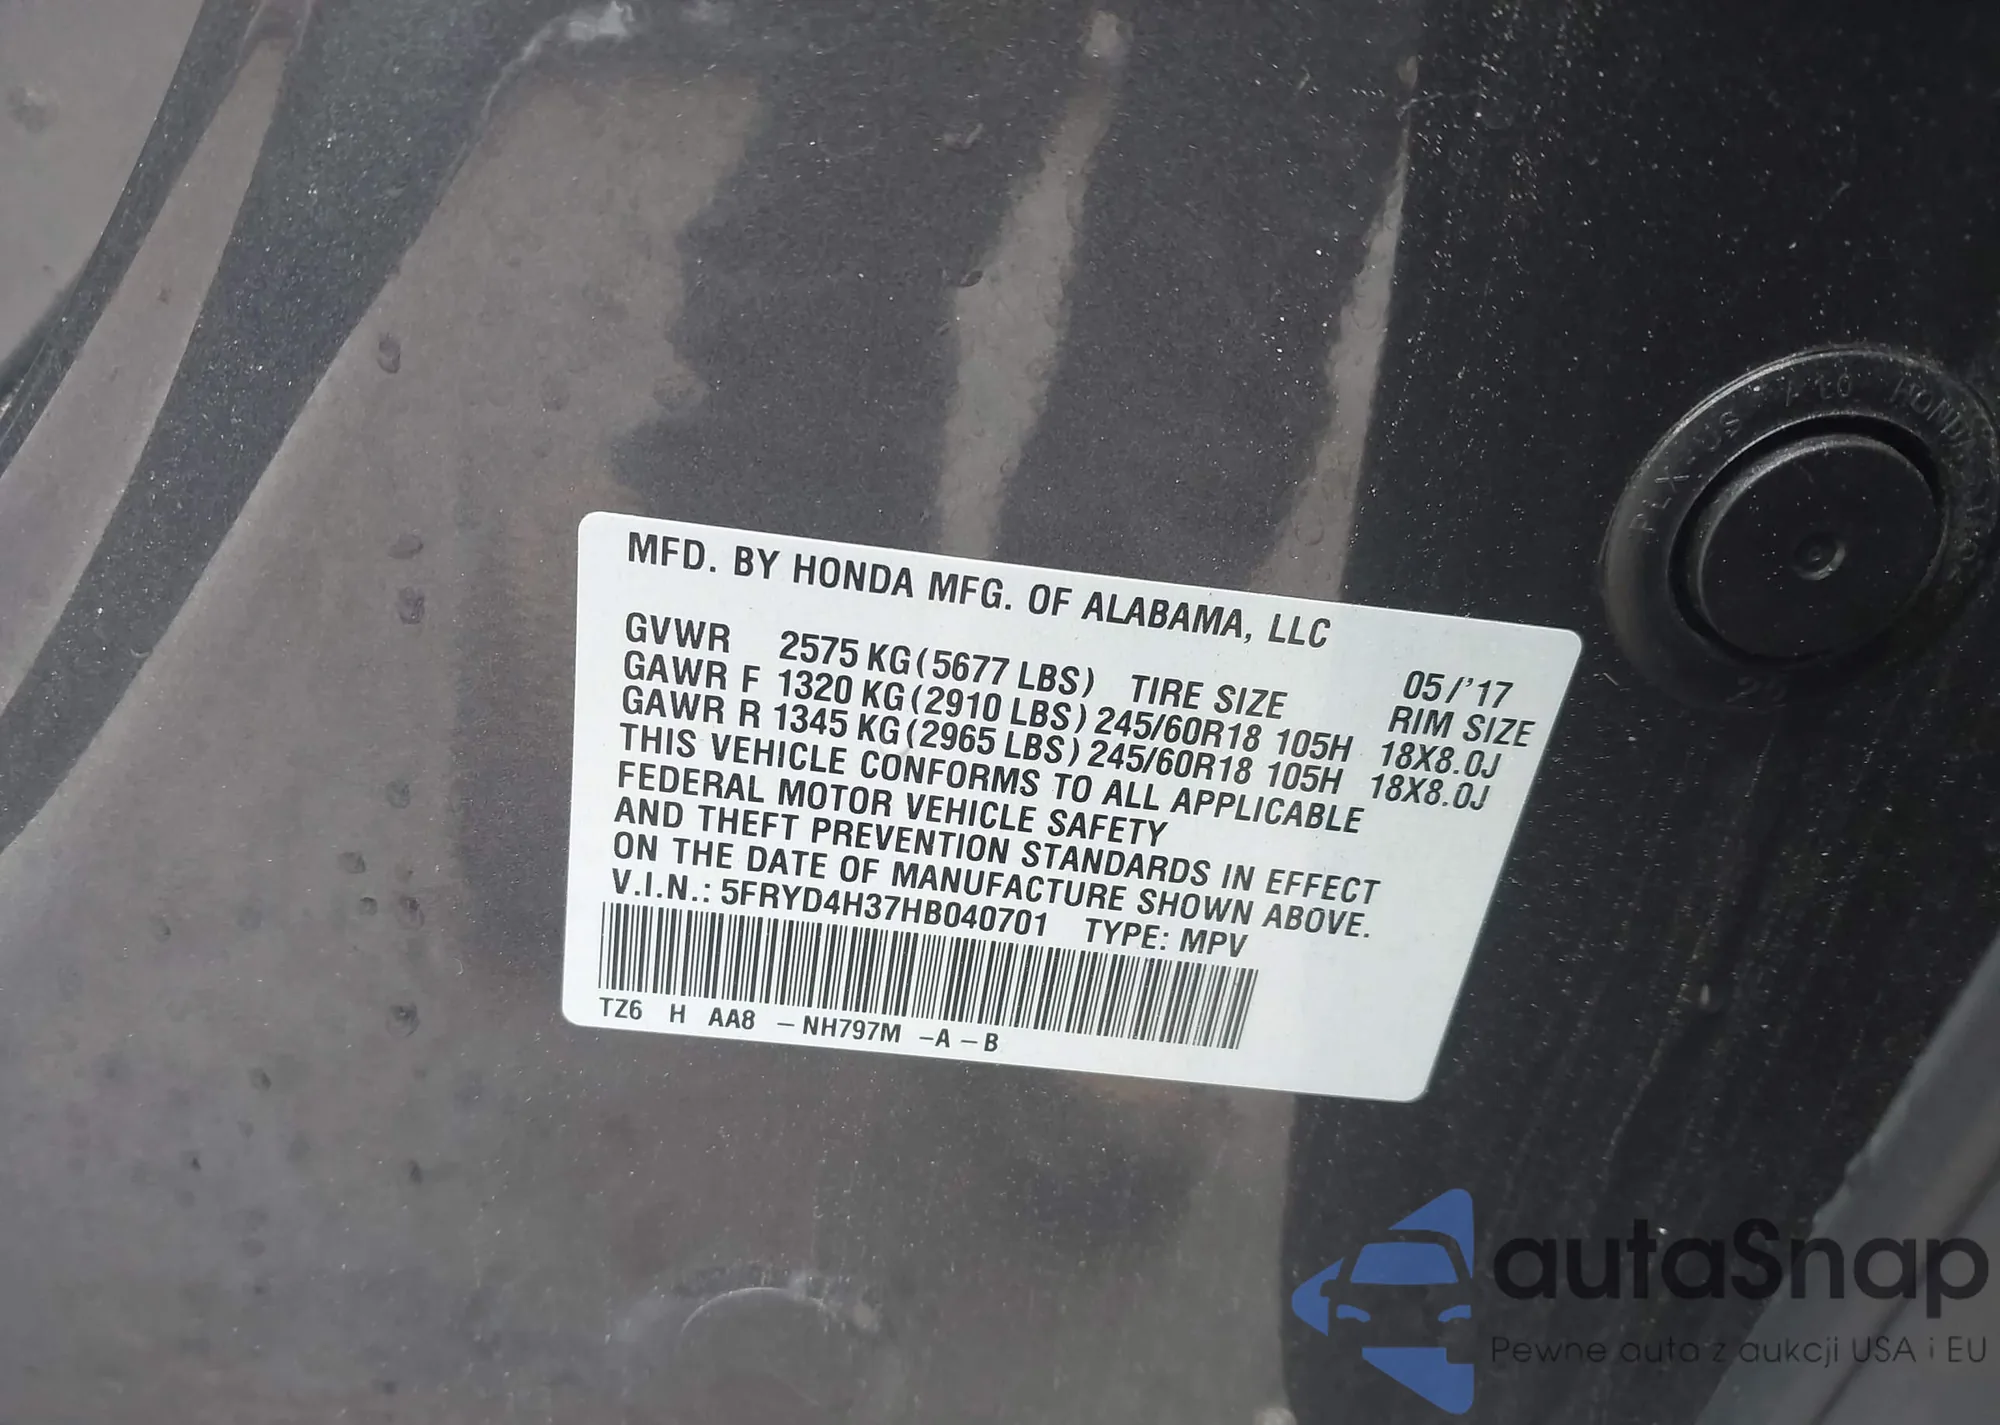 MFD. BY HONDA MFG. OF ALABAMA, LLC
05/'17
GVWR 2575 KG (5677 LBS) TIRE SIZE RIM SIZE
GAWR F 1320 KG (2910 LBS) 245/60R18 105H 18X8.0J
GAWR R 1345 KG (2965 LBS) 245/60R18 105H 18X8.0J
THIS VEHICLE CONFORMS TO ALL APPLICABLE
FEDERAL MOTOR VEHICLE SAFETY
AND THEFT PREVENTION STANDARDS IN EFFECT
ON THE DATE OF MANUFACTURE SHOWN ABOVE.
V.I.N.: 5FRYD4H37HB040701 TYPE: MPV
TZ6 H AA8 – NH797M – A – B
HONDA
autaSnap
Pewne auta z aukcji USA i EU